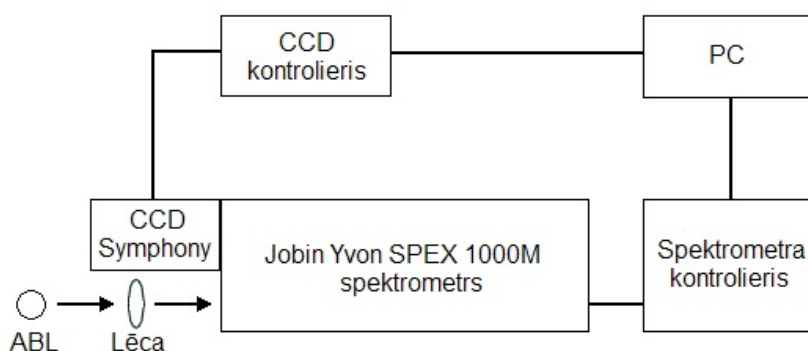 CCD
kontrolieris
PC
CCD
Symphony
Jobin Yvon SPEX 1000M
spektrometrs
Spektrometra
kontrolieris
ABL
Lēca